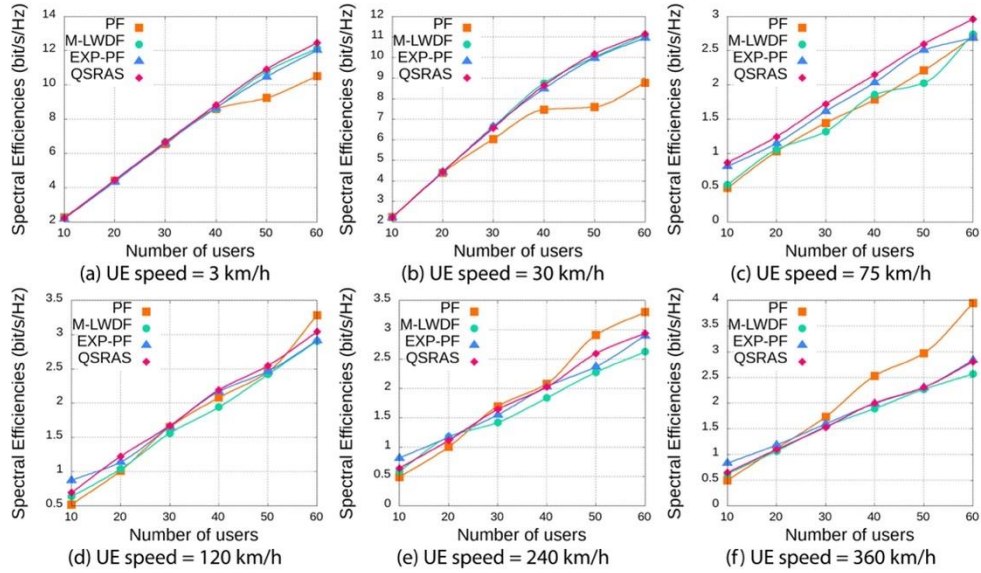 Spectral Efficiencies (bit/s/Hz)
14
12
10
8
6
4
2
PF
M-LWDF
EXP-PF
QSRAS
10 20 30 40 50 60
Number of users
(a) UE speed = 3 km/h
Spectral Efficiencies (bit/s/Hz)
12
11
10
9
8
7
6
5
4
3
2
PF
M-LWDF
EXP-PF
QSRAS
10 20 30 40 50 60
Number of users
(b) UE speed = 30 km/h
Spectral Efficiencies (bit/s/Hz)
3
2.5
2
1.5
1
0.5
0
PF
M-LWDF
EXP-PF
QSRAS
10 20 30 40 50 60
Number of users
(c) UE speed = 75 km/h
Spectral Efficiencies (bit/s/Hz)
3.5
3
2.5
2
1.5
1
0.5
PF
M-LWDF
EXP-PF
QSRAS
10 20 30 40 50 60
Number of users
(d) UE speed = 120 km/h
Spectral Efficiencies (bit/s/Hz)
3.5
3
2.5
2
1.5
1
0.5
0
PF
M-LWDF
EXP-PF
QSRAS
10 20 30 40 50 60
Number of users
(e) UE speed = 240 km/h
Spectral Efficiencies (bit/s/Hz)
4
3.5
3
2.5
2
1.5
1
0.5
0
PF
M-LWDF
EXP-PF
QSRAS
10 20 30 40 50 60
Number of users
(f) UE speed = 360 km/h